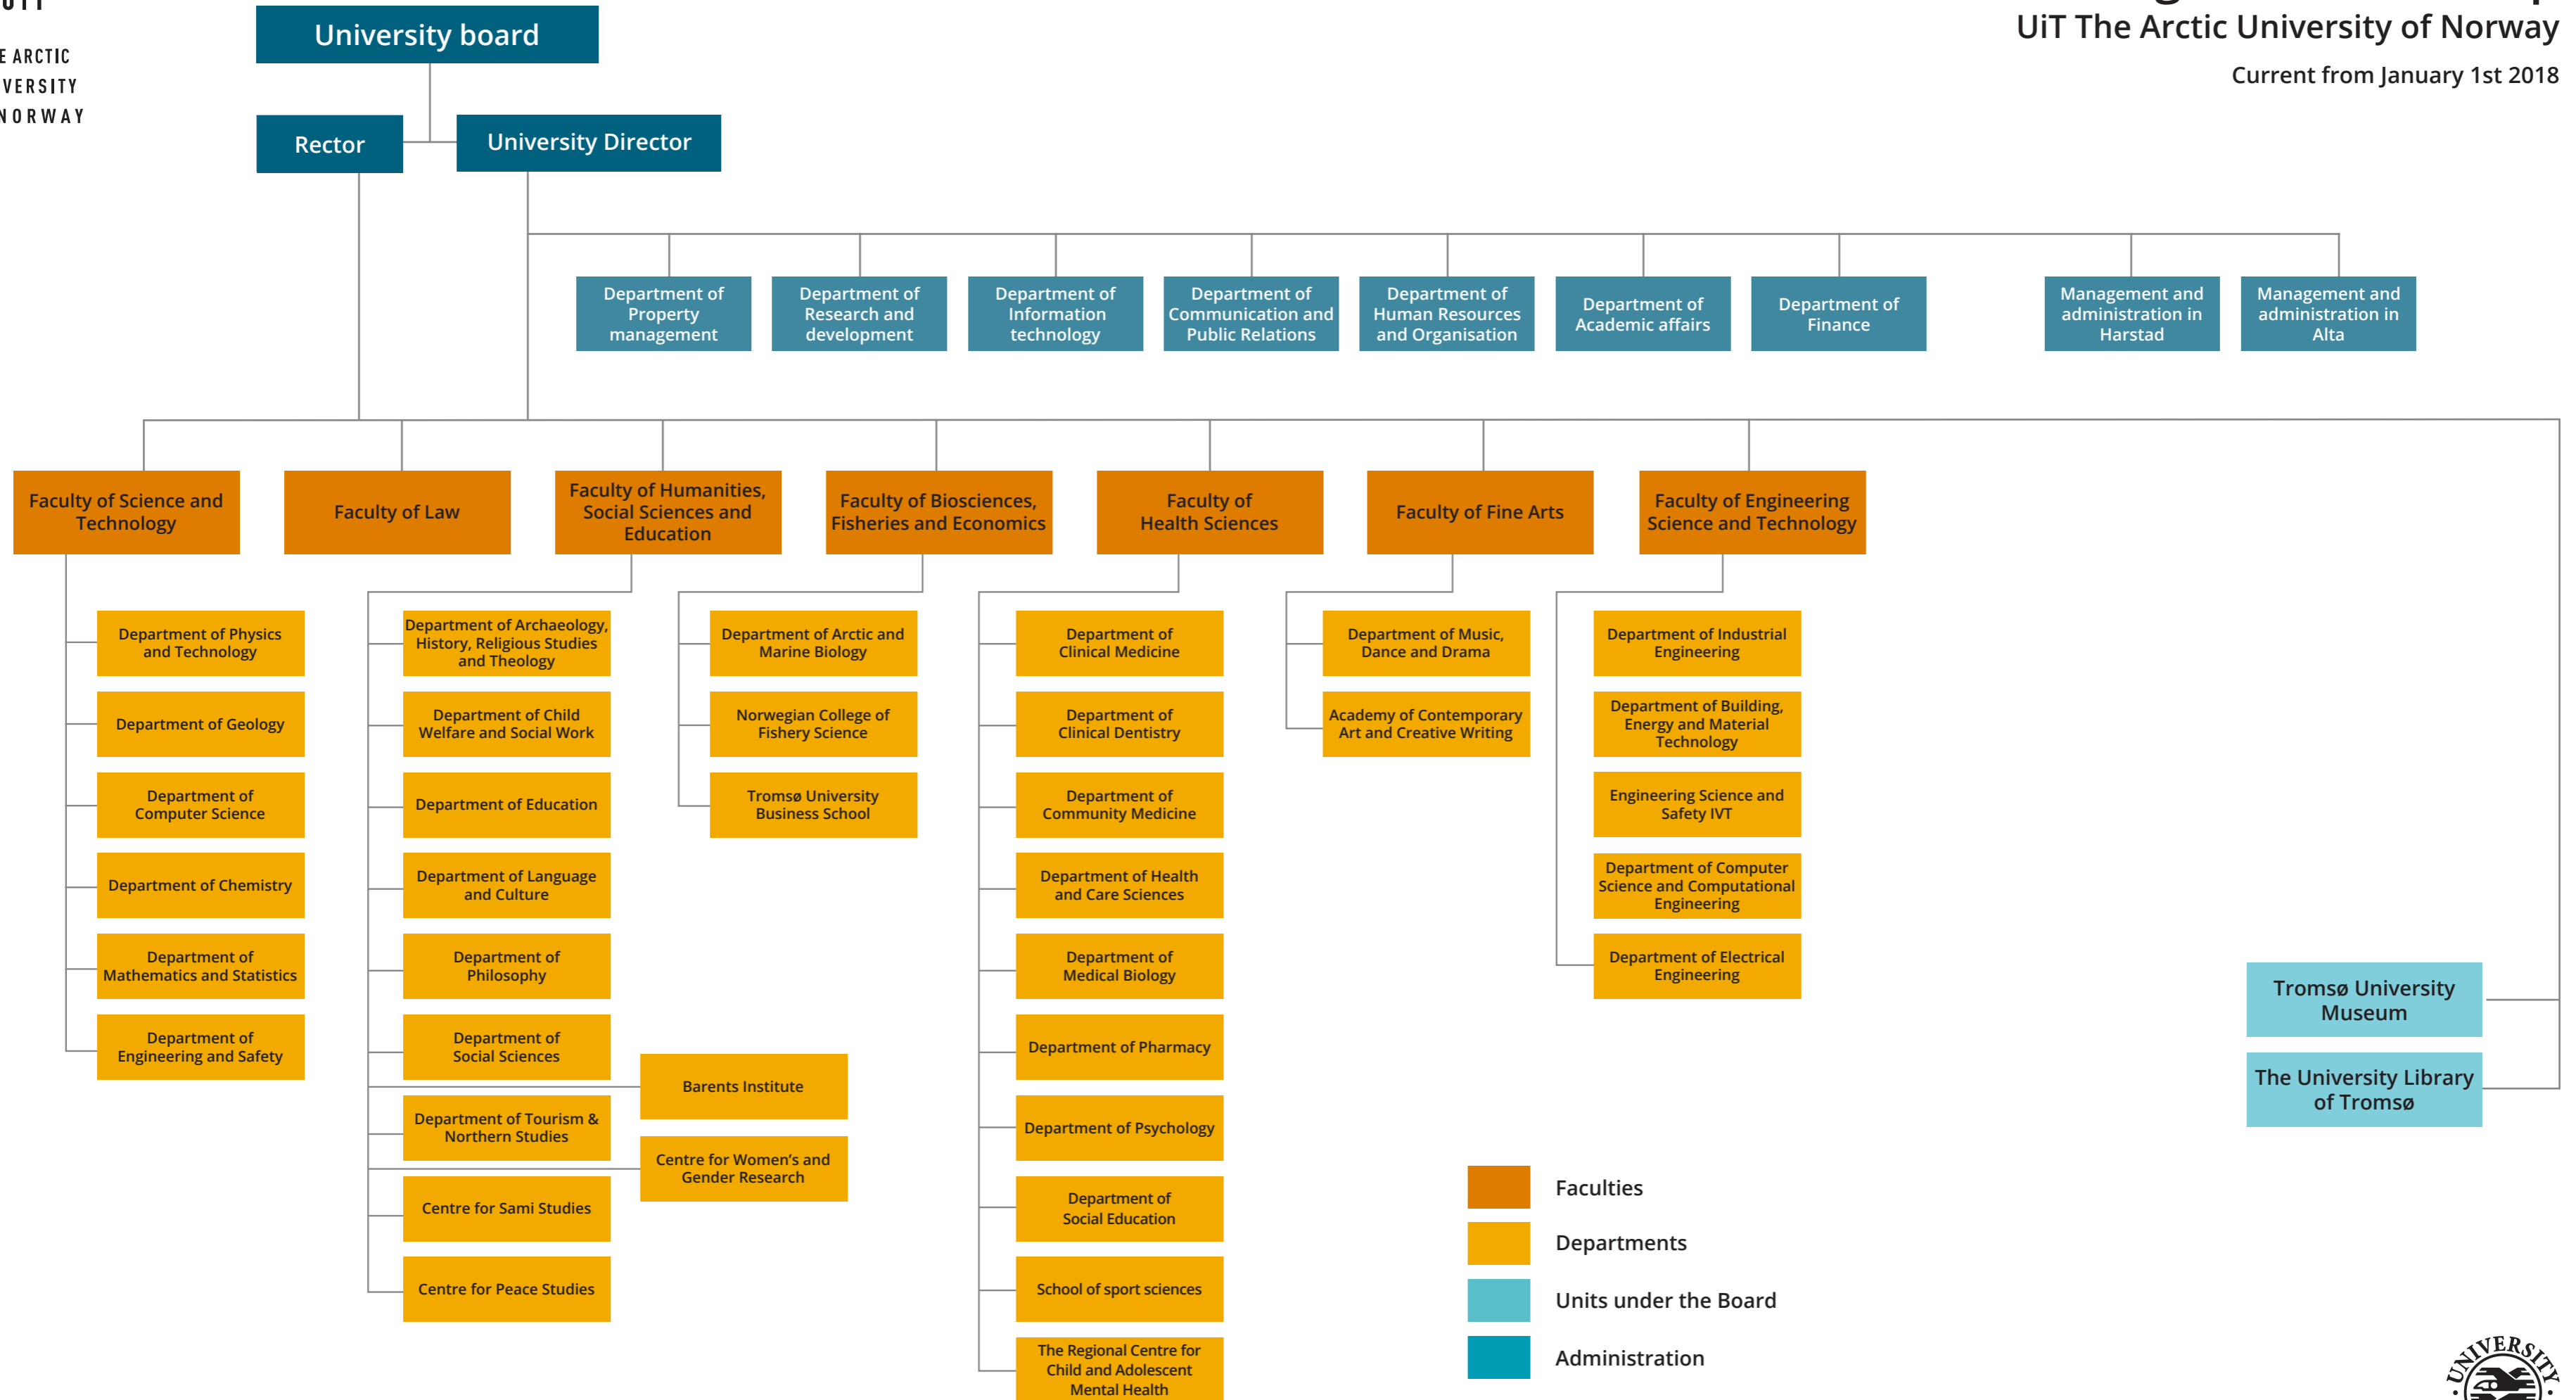 E ARCTIC
VERSITY
NORWAY
UiT The Arctic University of Norway
Current from January 1st 2018
University board
Rector
University Director
Department of
Property
management
Department of
Research and
development
Department of
Information
technology
Department of
Communication and
Public Relations
Department of
Human Resources
and Organisation
Department of
Academic affairs
Department of
Finance
Management and
administration in
Harstad
Management and
administration in
Alta
Faculty of Science and
Technology
Faculty of Law
Faculty of Humanities,
Social Sciences and
Education
Faculty of Biosciences,
Fisheries and Economics
Faculty of
Health Sciences
Faculty of Fine Arts
Faculty of Engineering
Science and Technology
Department of Physics
and Technology
Department of Geology
Department of
Computer Science
Department of Chemistry
Department of
Mathematics and Statistics
Department of
Engineering and Safety
Department of Archaeology,
History, Religious Studies
and Theology
Department of Child
Welfare and Social Work
Department of Education
Department of Language
and Culture
Department of
Philosophy
Department of
Social Sciences
Barents Institute
Department of Tourism &
Northern Studies
Centre for Women’s and
Gender Research
Centre for Sami Studies
Centre for Peace Studies
Department of Arctic and
Marine Biology
Norwegian College of
Fishery Science
Tromsø University
Business School
Department of
Clinical Medicine
Department of
Clinical Dentistry
Department of
Community Medicine
Department of Health
and Care Sciences
Department of
Medical Biology
Department of Pharmacy
Department of Psychology
Department of
Social Education
School of sport sciences
The Regional Centre for
Child and Adolescent
Mental Health
Department of Music,
Dance and Drama
Academy of Contemporary
Art and Creative Writing
Department of Industrial
Engineering
Department of Building,
Energy and Material
Technology
Engineering Science and
Safety IVT
Department of Computer
Science and Computational
Engineering
Department of Electrical
Engineering
Tromsø University
Museum
The University Library
of Tromsø
Faculties
Departments
Units under the Board
Administration
UNIVERSITY